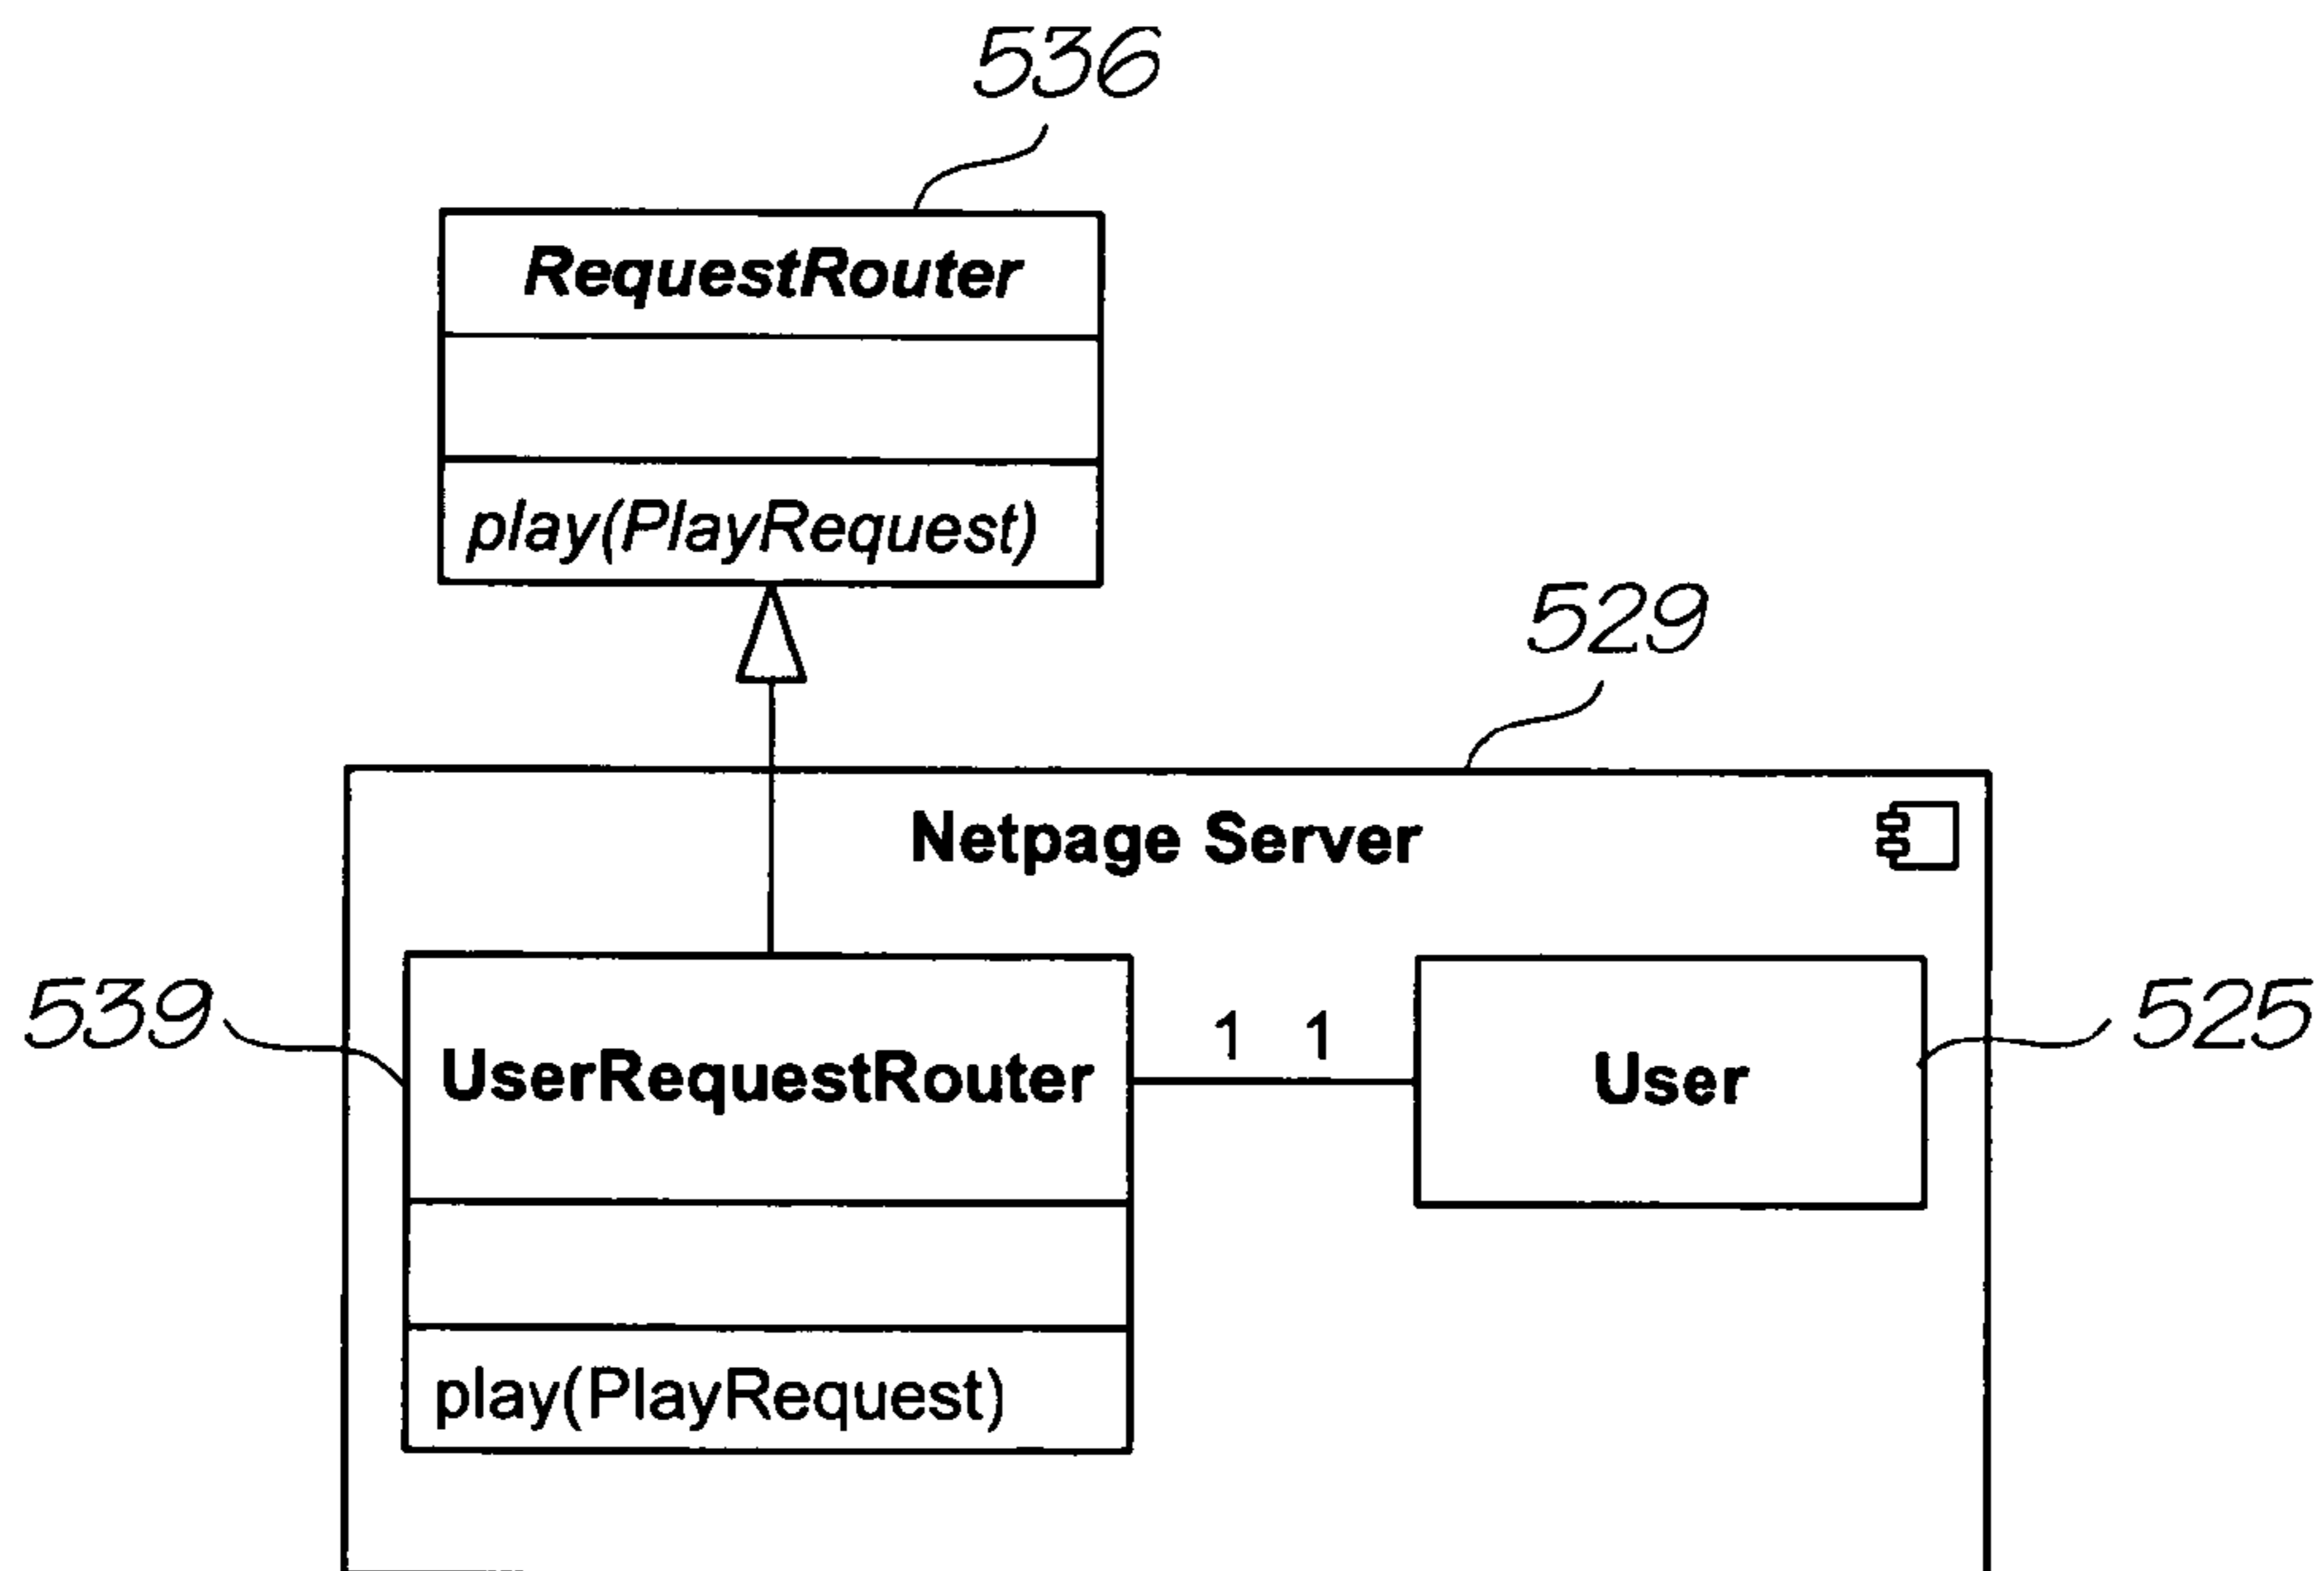 536
RequestRouter
play(PlayRequest)
529
Netpage Server
539
UserRequestRouter
1 1
User
525
play(PlayRequest)